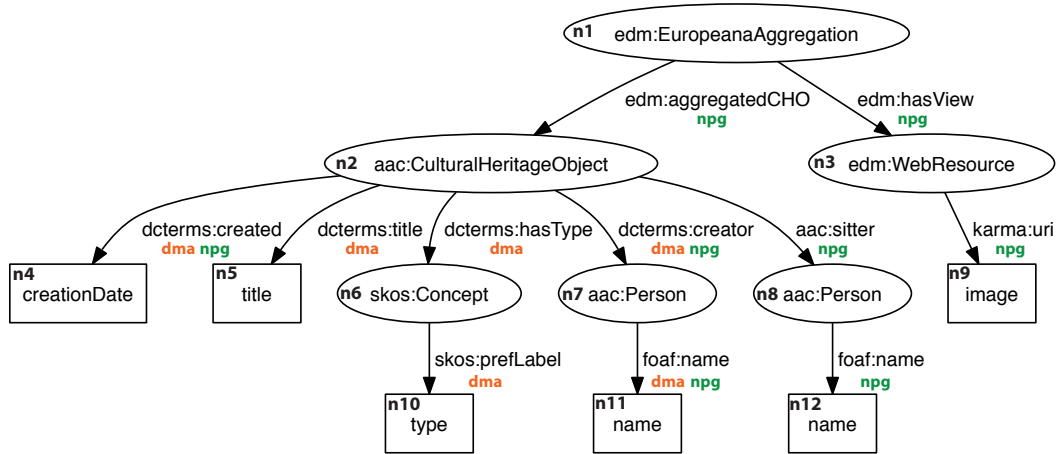 n1 edm:EuropeanaAggregation
edm:aggregatedCHO edm:hasView
npg npg
n2 aac:CulturalHeritageObject n3 edm:WebResource
dcterms:created dcterms:title dcterms:hasType dcterms:creator aac:sitter karma:uri
dma npg dma dma dma npg npg npg
n4 n5 n9
creationDate title n6 skos:Concept n7 aac:Person n8 aac:Person image
skos:prefLabel foaf:name foaf:name
dma dma npg npg
n10 n11 n12
type name name